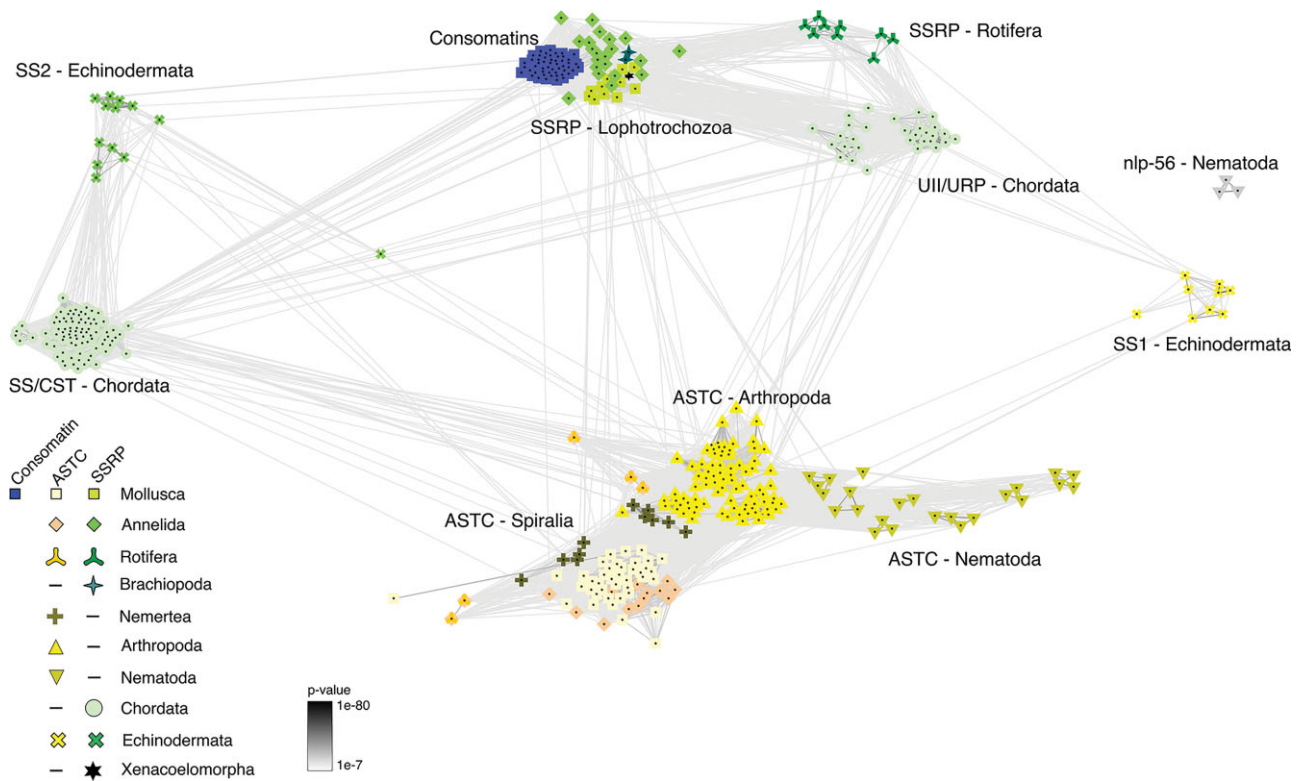 SSRP - Rotifera
Consomatins
SS2 - Echinodermata
SSRP - Lophotrochozoa
nlp-56 - Nematoda
UII/URP - Chordata
SS1 - Echinodermata
SS/CST - Chordata
ASTC - Arthropoda
Consomatin
ASTC
SSRP
Mollusca
ASTC - Spiralia
Annelida
ASTC - Nematoda
Rotifera
– Brachiopoda
Nemertea –
Arthropoda –
Nematoda –
p-value
1e-80
– Chordata
Echinodermata
1e-7
– Xenacoelomorpha